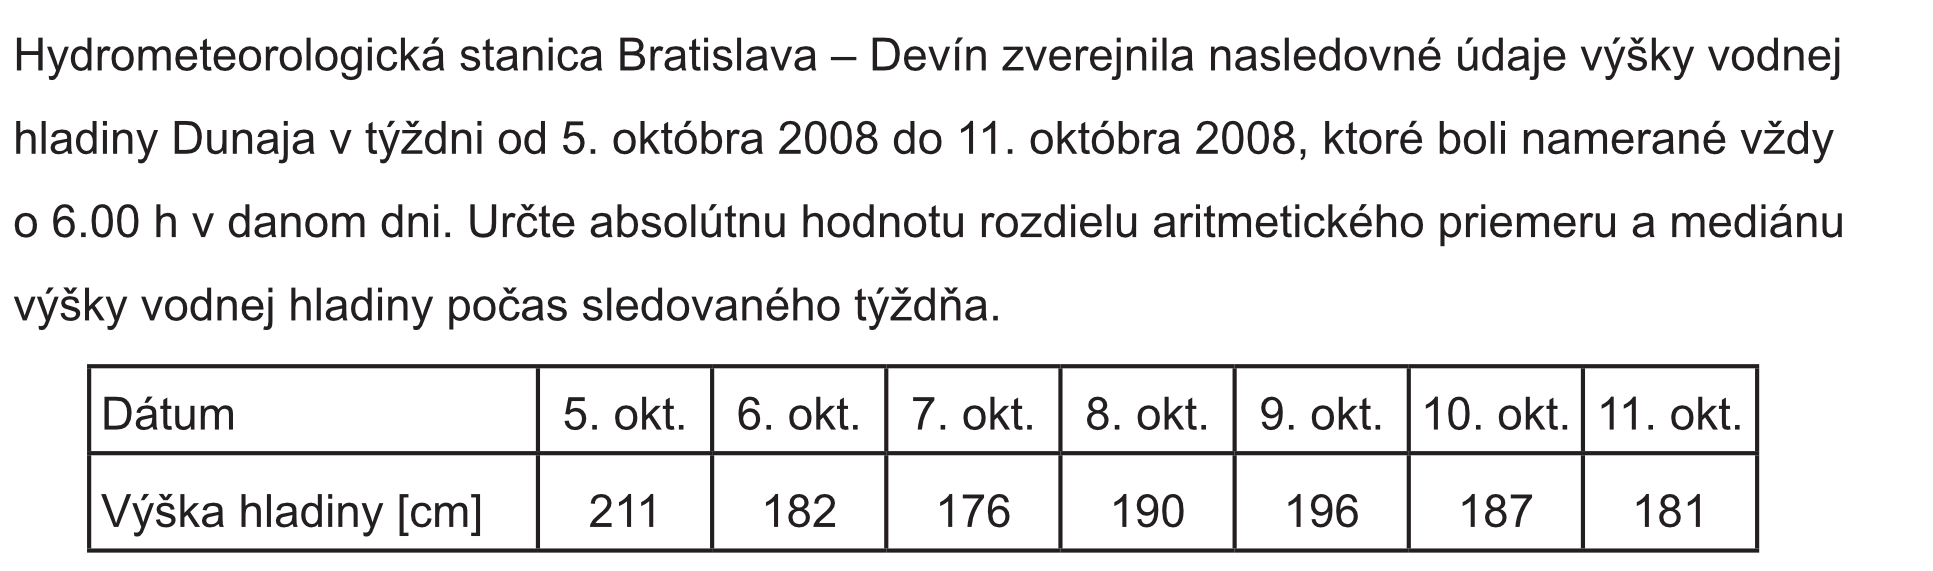 Hydrometeorologická stanica Bratislava – Devín zverejnila nasledovné údaje výšky vodnej
hladiny Dunaja v týždni od 5. októbra 2008 do 11. októbra 2008, ktoré boli namerané vždy
o 6.00 h v danom dni. Určte absolútnu hodnotu rozdielu aritmetického priemeru a mediánu
výšky vodnej hladiny počas sledovaného týždňa.
Dátum 5. okt. 6. okt. 7. okt. 8. okt. 9. okt. 10. okt. 11. okt.
Výška hladiny [cm] 211 182 176 190 196 187 181